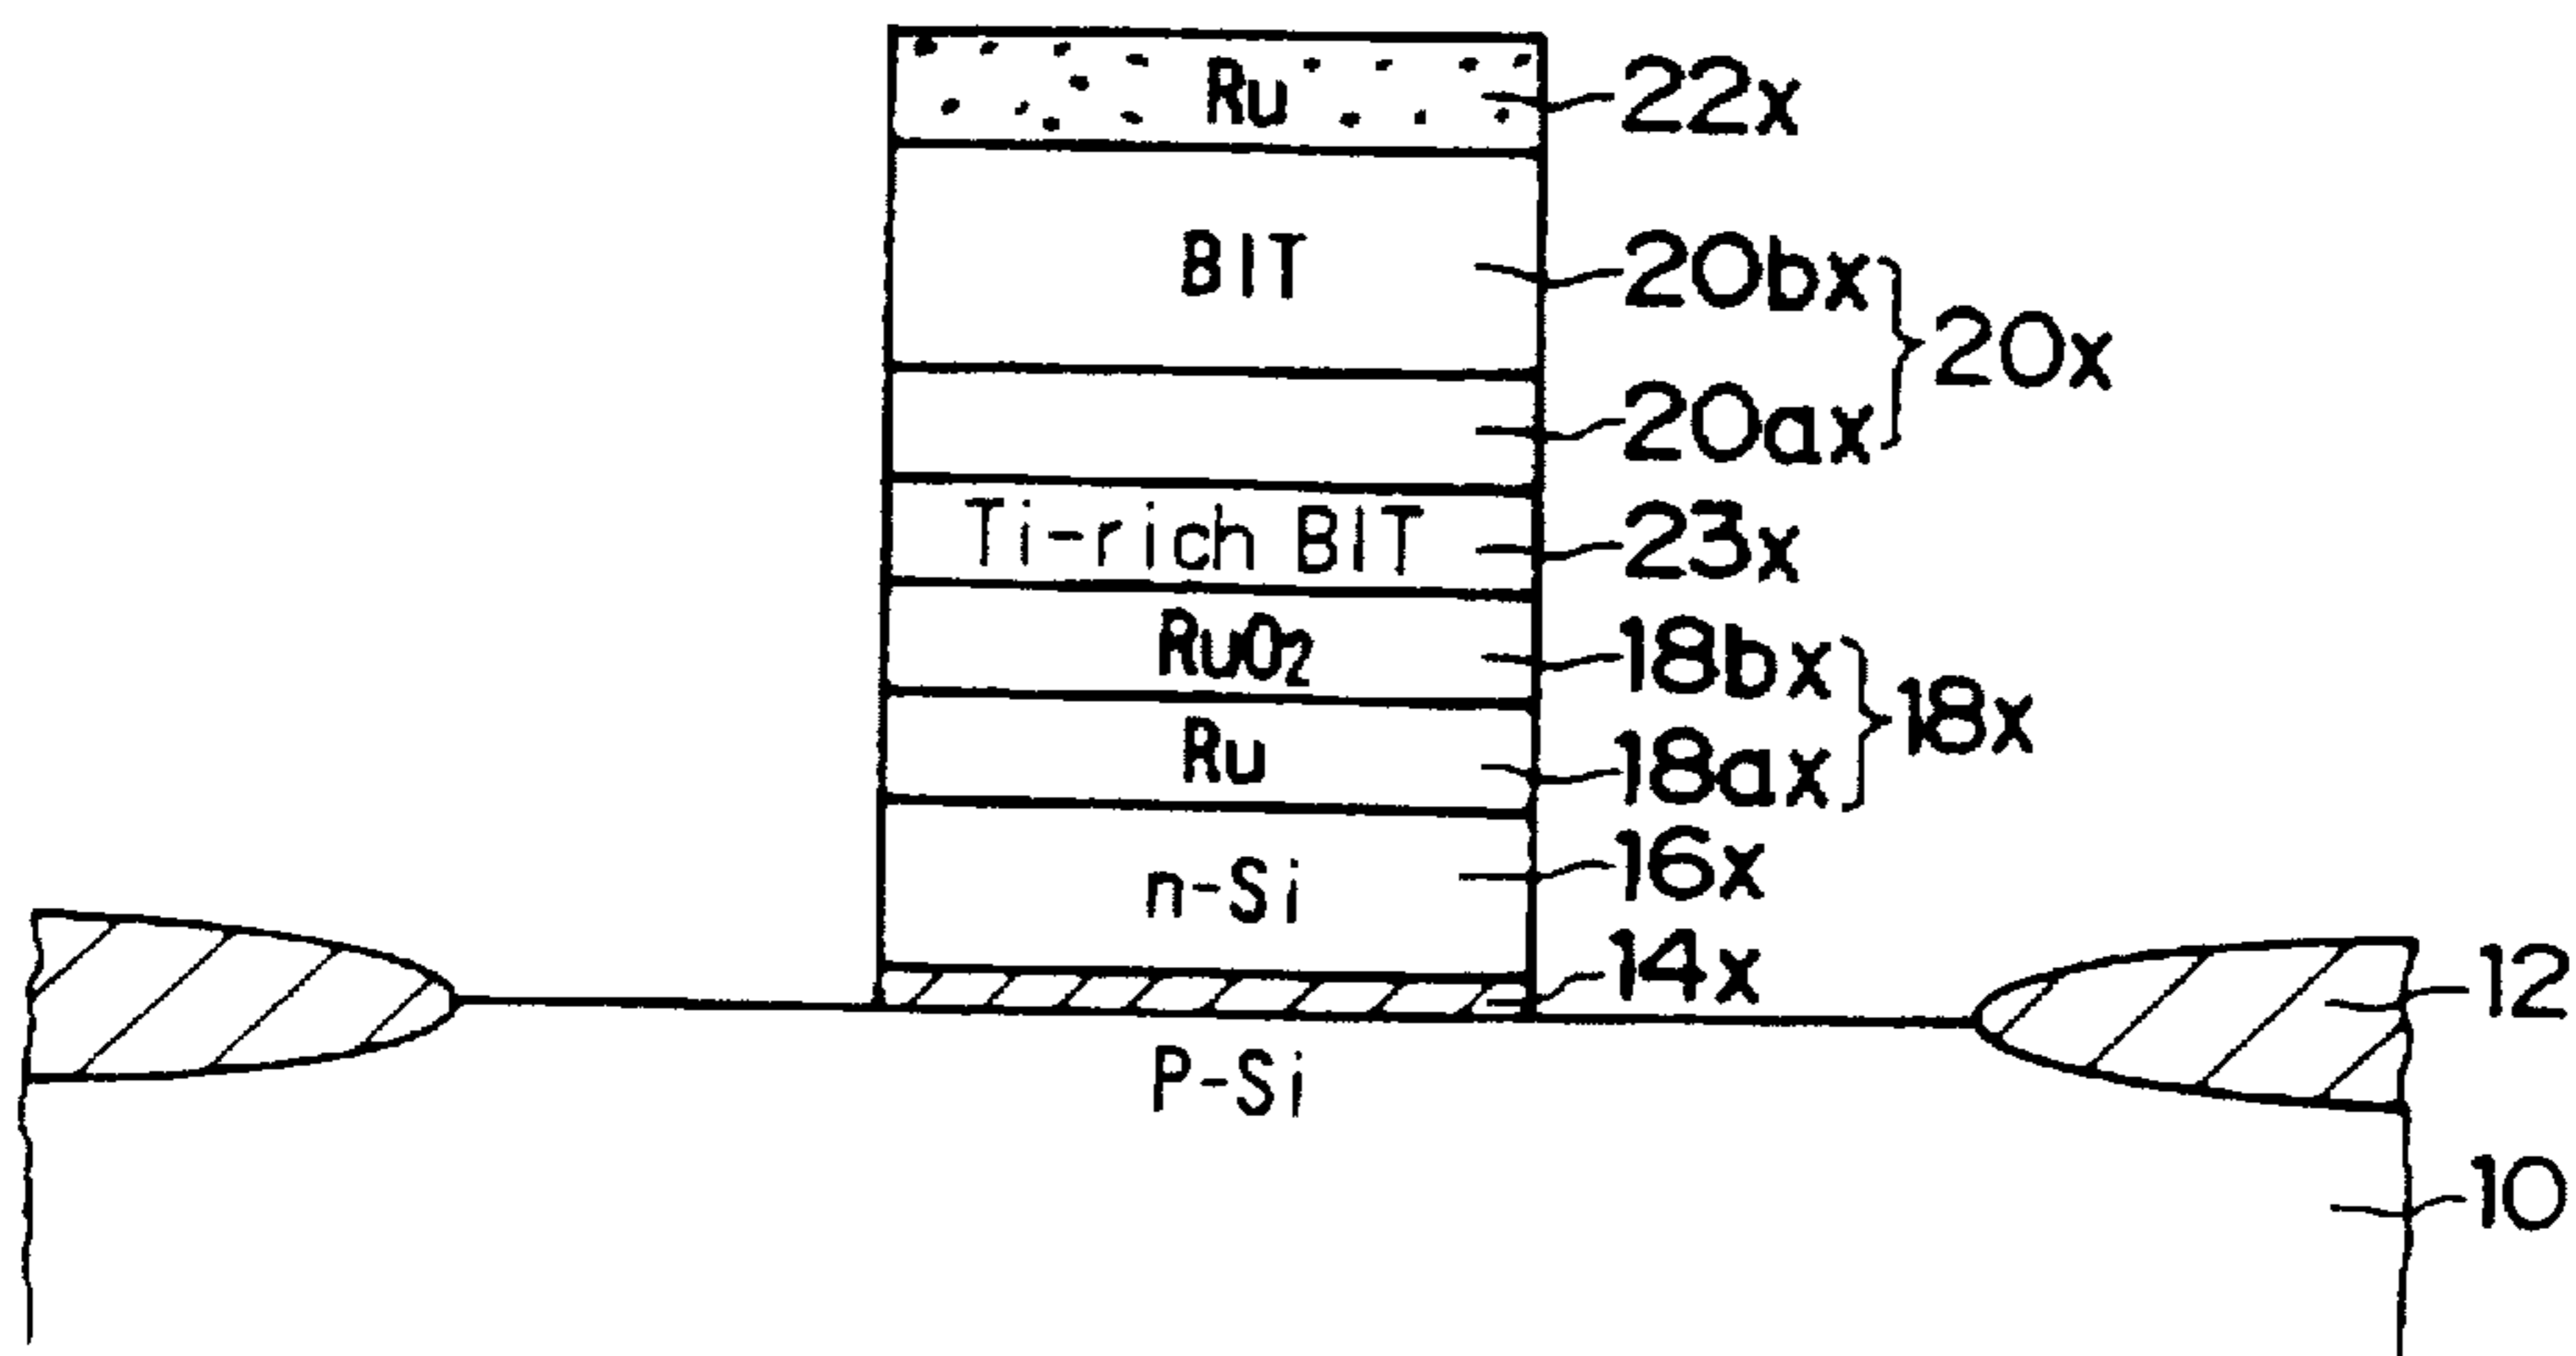 Ru 22x
BIT 20bx
20x
20ax
Ti-rich BIT 23x
RuO₂ 18bx
18x
Ru 18ax
n-Si 16x
14x
12
P-Si
10